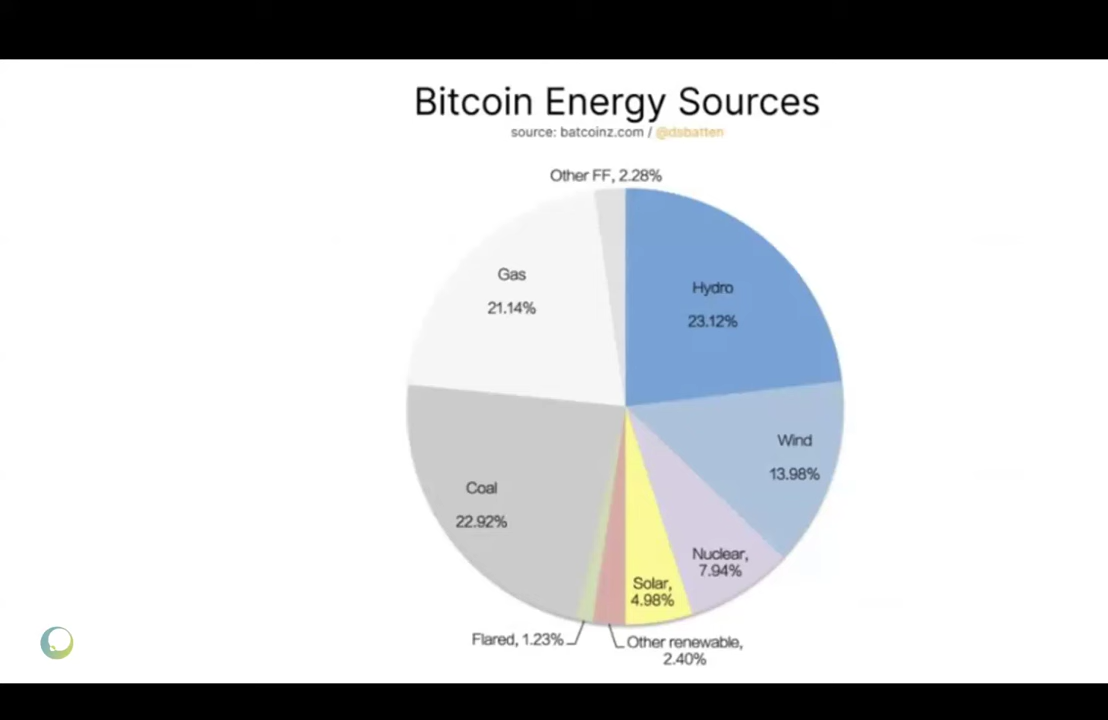 Bitcoin Energy Sources
source: batcoinz.com / @dsbatten
Other FF, 2.28%
Gas
21.14%
Hydro
23.12%
Wind
13.98%
Coal
22.92%
Nuclear,
7.94%
Solar,
4.98%
Flared, 1.23%
Other renewable,
2.40%